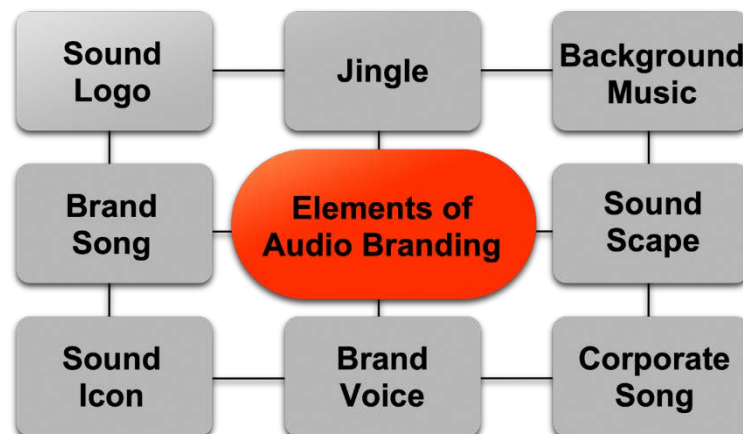 Sound
Logo
Jingle
Background
Music
Brand
Song
Elements of
Audio Branding
Sound
Scape
Sound
Icon
Brand
Voice
Corporate
Song